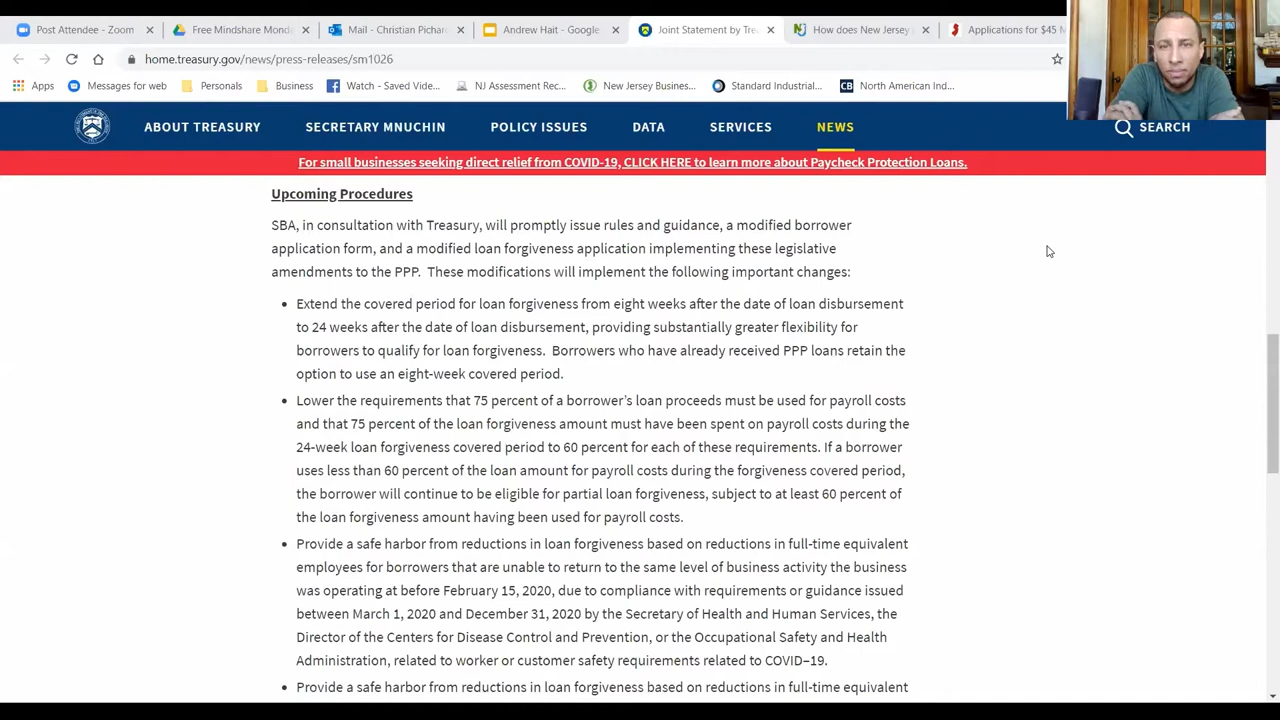 Post Attendee - Zoom
Free Mindshare Mond
Mail - Christian Pichar
Andrew Hait - Google
Joint Statement by Tre
How does New Jersey
Applications for $45 M
home.treasury.gov/news/press-releases/sm1026
Apps
Messages for web
Personals
Business
Watch - Saved Vide...
NJ Assessment Rec...
New Jersey Busines...
Standard Industrial...
CB North American Ind...
ABOUT TREASURY
SECRETARY MNUCHIN
POLICY ISSUES
DATA
SERVICES
NEWS
SEARCH
For small businesses seeking direct relief from COVID-19, CLICK HERE to learn more about Paycheck Protection Loans.
Upcoming Procedures
SBA, in consultation with Treasury, will promptly issue rules and guidance, a modified borrower
application form, and a modified loan forgiveness application implementing these legislative
amendments to the PPP. These modifications will implement the following important changes:
• Extend the covered period for loan forgiveness from eight weeks after the date of loan disbursement
to 24 weeks after the date of loan disbursement, providing substantially greater flexibility for
borrowers to qualify for loan forgiveness. Borrowers who have already received PPP loans retain the
option to use an eight-week covered period.
• Lower the requirements that 75 percent of a borrower’s loan proceeds must be used for payroll costs
and that 75 percent of the loan forgiveness amount must have been spent on payroll costs during the
24-week loan forgiveness covered period to 60 percent for each of these requirements. If a borrower
uses less than 60 percent of the loan amount for payroll costs during the forgiveness covered period,
the borrower will continue to be eligible for partial loan forgiveness, subject to at least 60 percent of
the loan forgiveness amount having been used for payroll costs.
• Provide a safe harbor from reductions in loan forgiveness based on reductions in full-time equivalent
employees for borrowers that are unable to return to the same level of business activity the business
was operating at before February 15, 2020, due to compliance with requirements or guidance issued
between March 1, 2020 and December 31, 2020 by the Secretary of Health and Human Services, the
Director of the Centers for Disease Control and Prevention, or the Occupational Safety and Health
Administration, related to worker or customer safety requirements related to COVID–19.
• Provide a safe harbor from reductions in loan forgiveness based on reductions in full-time equivalent